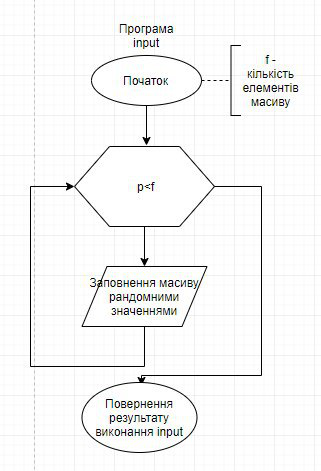 Програма
input
Початок
f -
кількість
елементів
масиву
p<f
Заповнення масиву
рандомними
значеннями
Повернення
результату
виконання input